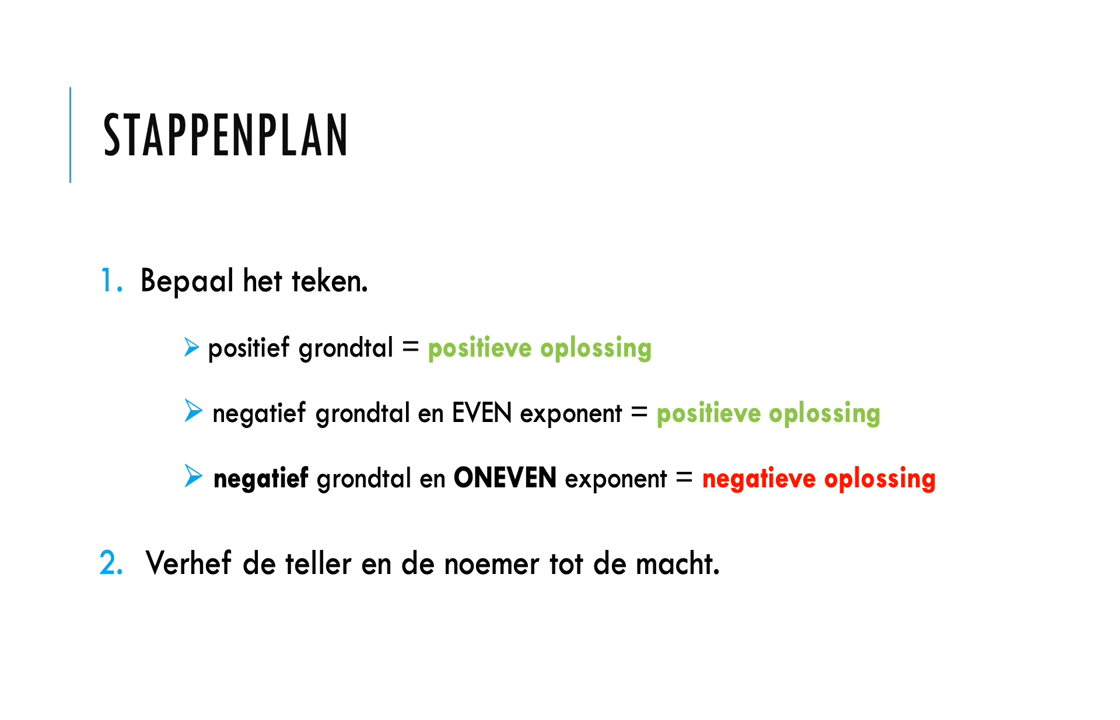 STAPPENPLAN
1. Bepaal het teken.
➢ positief grondtal = positieve oplossing
➢ negatief grondtal en EVEN exponent = positieve oplossing
➢ negatief grondtal en ONEVEN exponent = negatieve oplossing
2. Verhef de teller en de noemer tot de macht.